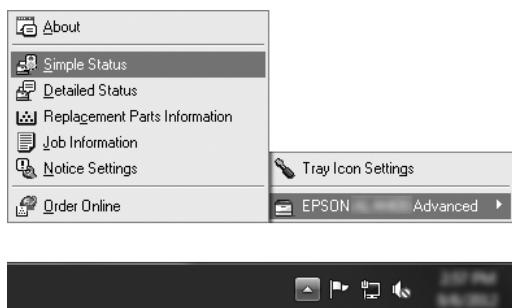 About
Simple Status
Detailed Status
Replacement Parts Information
Job Information
Notice Settings
Order Online
Tray Icon Settings
EPSON Advanced